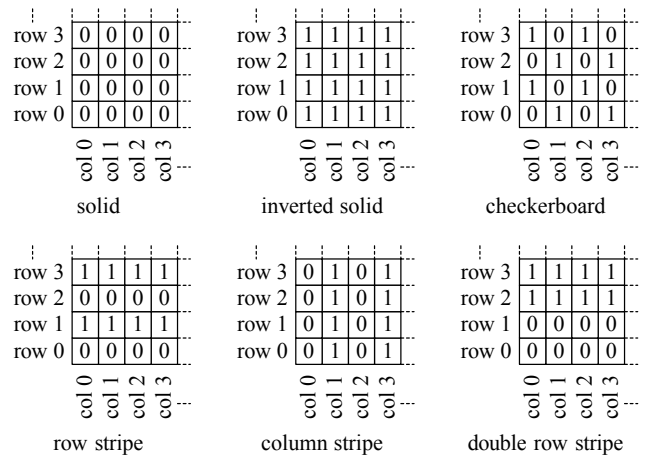 row 3 0 0 0 0
row 2 0 0 0 0
row 1 0 0 0 0
row 0 0 0 0 0
col 0 col 1 col 2 col 3
solid
row 3 1 1 1 1
row 2 1 1 1 1
row 1 1 1 1 1
row 0 1 1 1 1
col 0 col 1 col 2 col 3
inverted solid
row 3 1 0 1 0
row 2 0 1 0 1
row 1 1 0 1 0
row 0 0 1 0 1
col 0 col 1 col 2 col 3
checkerboard
row 3 1 1 1 1
row 2 0 0 0 0
row 1 1 1 1 1
row 0 0 0 0 0
col 0 col 1 col 2 col 3
row stripe
row 3 0 1 0 1
row 2 0 1 0 1
row 1 0 1 0 1
row 0 0 1 0 1
col 0 col 1 col 2 col 3
column stripe
row 3 1 1 1 1
row 2 1 1 1 1
row 1 0 0 0 0
row 0 0 0 0 0
col 0 col 1 col 2 col 3
double row stripe